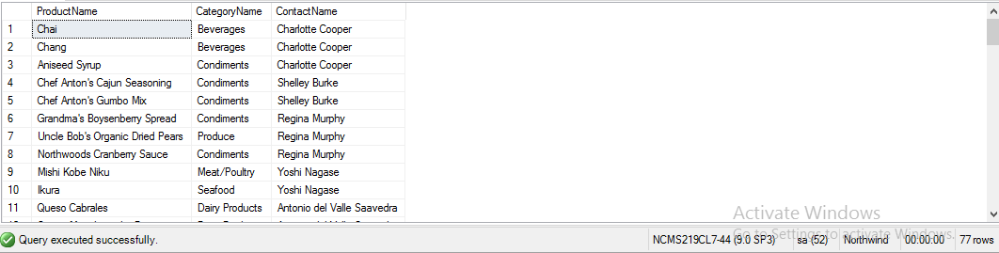 ProductName CategoryName ContactName
1 Chai Beverages Charlotte Cooper
2 Chang Beverages Charlotte Cooper
3 Aniseed Syrup Condiments Charlotte Cooper
4 Chef Anton's Cajun Seasoning Condiments Shelley Burke
5 Chef Anton's Gumbo Mix Condiments Shelley Burke
6 Grandma's Boysenberry Spread Condiments Regina Murphy
7 Uncle Bob's Organic Dried Pears Produce Regina Murphy
8 Northwoods Cranberry Sauce Condiments Regina Murphy
9 Mishi Kobe Niku Meat/Poultry Yoshi Nagase
10 Ikura Seafood Yoshi Nagase
11 Queso Cabrales Dairy Products Antonio del Valle Saavedra
Activate Windows
Go to Settings to activate Windows.
Query executed successfully. NCMS219CL7-44 (9.0 SP3) sa (52) Northwind 00:00:00 77 rows